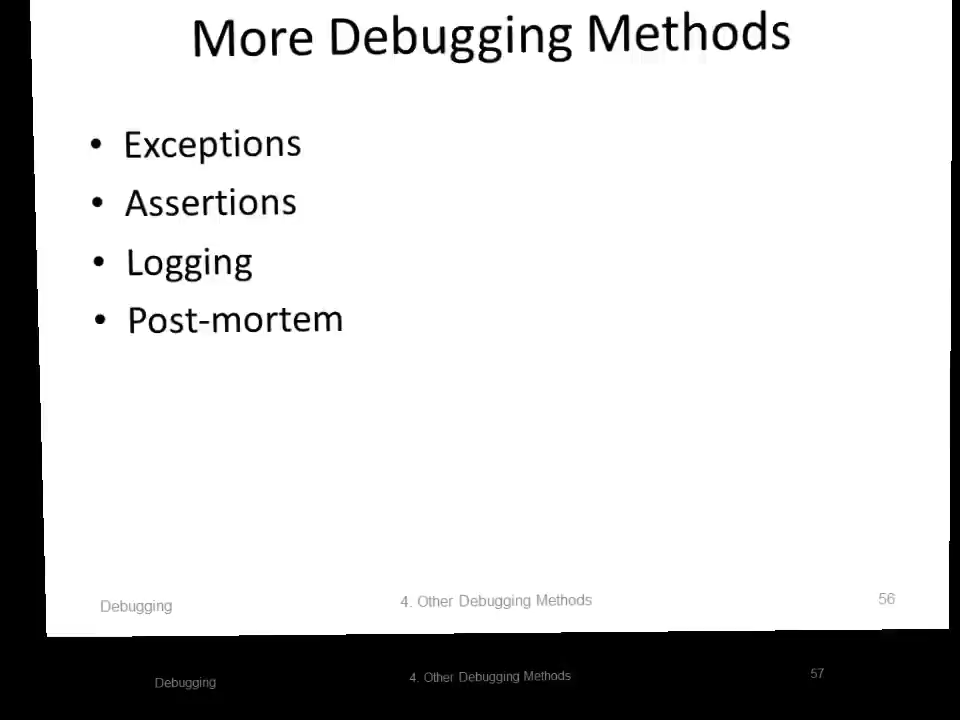 More Debugging Methods
• Exceptions
• Assertions
• Logging
• Post-mortem
Debugging 4. Other Debugging Methods 56
Debugging 4. Other Debugging Methods 57